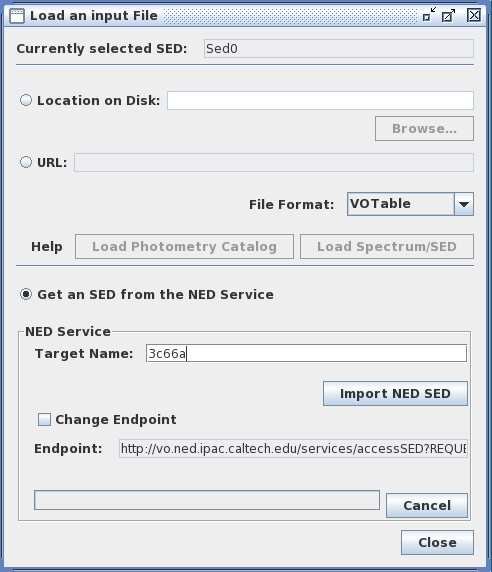 Load an input File
Currently selected SED: Sed0
Location on Disk:
Browse...
URL:
File Format: VOTable
Help Load Photometry Catalog Load Spectrum/SED
Get an SED from the NED Service
NED Service
Target Name: 3c66a
Import NED SED
Change Endpoint
Endpoint: http://vo.ned.ipac.caltech.edu/services/accessSED?REQUE
Cancel
Close